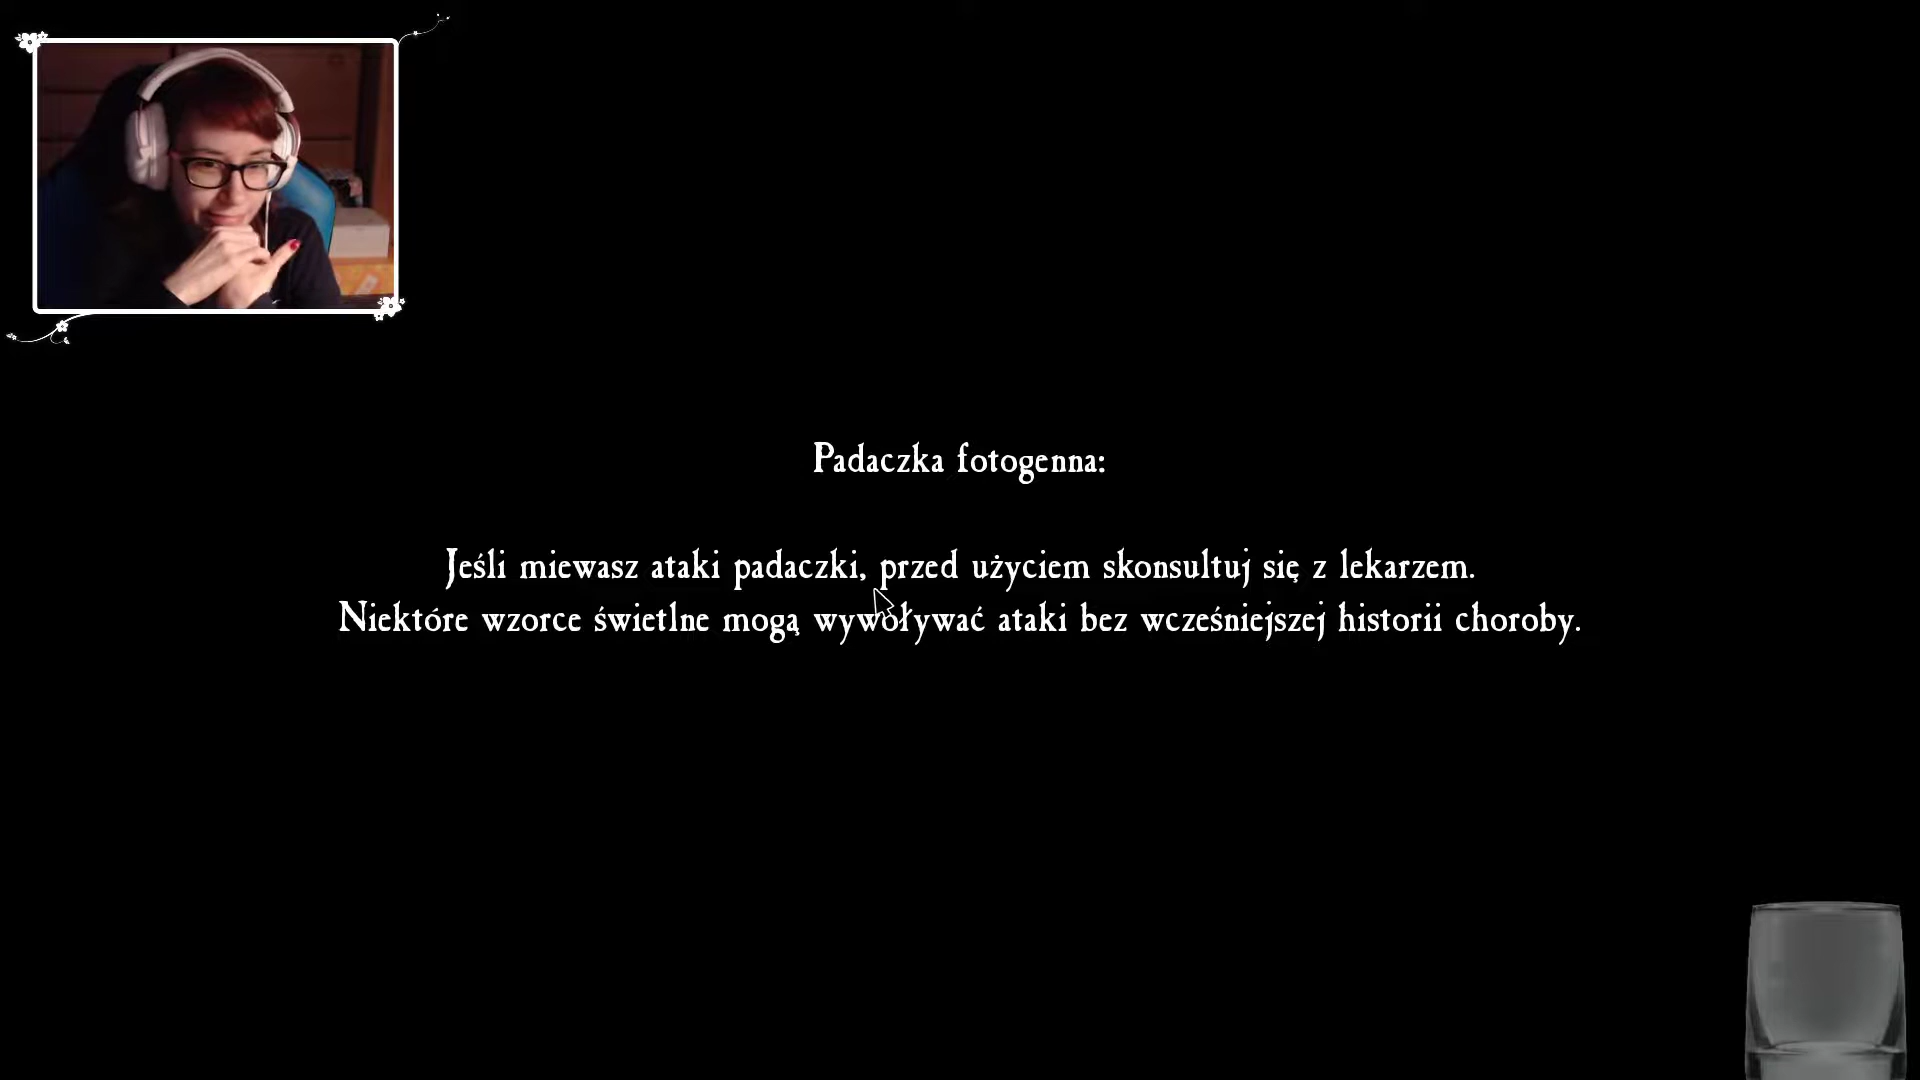 Padaczka fotogenna:
Jeśli miewasz ataki padaczki, przed użyciem skonsultuj się z lekarzem.
Niektóre wzorce świetlne mogą wywoływać ataki bez wcześniejszej historii choroby.